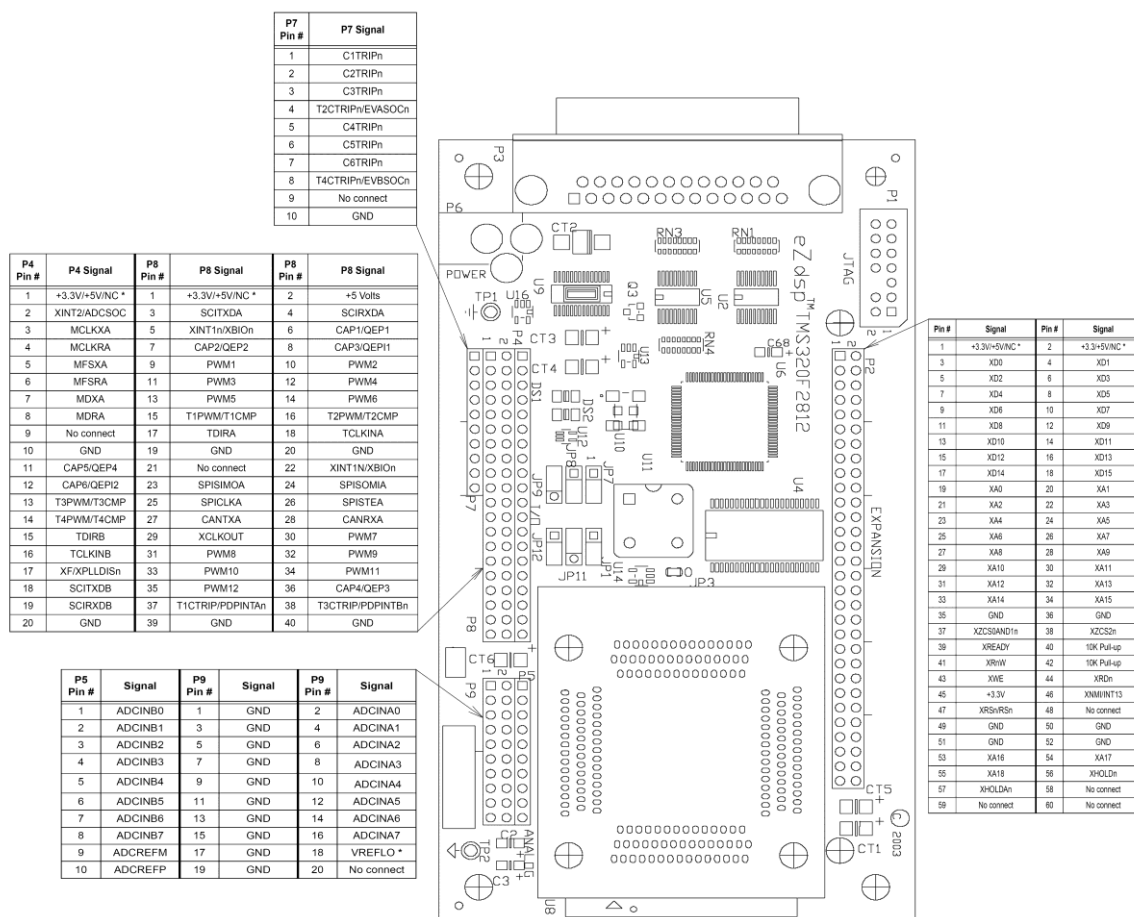 P7 Pin # P7 Signal
1 C1TRIPn
2 C2TRIPn
3 C3TRIPn
4 T2CTRIPn/EVASOCn
5 C4TRIPn
6 C5TRIPn
7 C6TRIPn
8 T4CTRIPn/EVBSOCn
9 No connect
10 GND
P4 Pin # P4 Signal P8 Pin # P8 Signal P8 Pin # P8 Signal
1 +3.3V/+5V/NC * 1 +3.3V/+5V/NC * 2 +5 Volts
2 XINT2/ADCSOC 3 SCITXDA 4 SCIRXDA
3 MCLKXA 5 XINT1n/XBIOn 6 CAP1/QEP1
4 MCLKRA 7 CAP2/QEP2 8 CAP3/QEPI1
5 MFSXA 9 PWM1 10 PWM2
6 MFSRA 11 PWM3 12 PWM4
7 MDXA 13 PWM5 14 PWM6
8 MDRA 15 T1PWM/T1CMP 16 T2PWM/T2CMP
9 No connect 17 TDIRA 18 TCLKINA
10 GND 19 GND 20 GND
11 CAP5/QEP4 21 No connect 22 XINT1N/XBIOn
12 CAP6/QEPI2 23 SPISIMOA 24 SPISOMIA
13 T3PWM/T3CMP 25 SPICLKA 26 SPISTEA
14 T4PWM/T4CMP 27 CANTXA 28 CANRXA
15 TDIRB 29 XCLKOUT 30 PWM7
16 TCLKINB 31 PWM8 32 PWM9
17 XF/XPLLDISn 33 PWM10 34 PWM11
18 SCITXDB 35 PWM12 36 CAP4/QEP3
19 SCIRXDB 37 T1CTRIP/PDPINTAn 38 T3CTRIP/PDPINTBn
20 GND 39 GND 40 GND
P5 Pin # Signal P9 Pin # Signal P9 Pin # Signal
1 ADCINB0 1 GND 2 ADCINA0
2 ADCINB1 3 GND 4 ADCINA1
3 ADCINB2 5 GND 6 ADCINA2
4 ADCINB3 7 GND 8 ADCINA3
5 ADCINB4 9 GND 10 ADCINA4
6 ADCINB5 11 GND 12 ADCINA5
7 ADCINB6 13 GND 14 ADCINA6
8 ADCINB7 15 GND 16 ADCINA7
9 ADCREFM 17 GND 18 VREFLO *
10 ADCREFP 19 GND 20 No connect
P3
P6
P1
CT2
RN3
RN1
JTAG
1
2
POWER
TP1
U16
U9
Q3
U5
U2
eZdsp™TMS320F2812
CT3
CT4
P4
1
2
U13
RN4
C68
U6
P2
1
2
DS1
DS2
U12
U10
U11
JP8
JP7
1
JP9
I/O
P7
U4
JP12
JP11
JP1
U14
JP3
EXPANSION
P8
CT6
P5
P9
1
2
ANALOG
C2
TP2
C3
U8
CT5
CT1
© 2003
Pin # Signal Pin # Signal
1 +3.3V/+5V/NC * 2 +3.3/+5V/NC *
3 XD0 4 XD1
5 XD2 6 XD3
7 XD4 8 XD5
9 XD6 10 XD7
11 XD8 12 XD9
13 XD10 14 XD11
15 XD12 16 XD13
17 XD14 18 XD15
19 XA0 20 XA1
21 XA2 22 XA3
23 XA4 24 XA5
25 XA6 26 XA7
27 XA8 28 XA9
29 XA10 30 XA11
31 XA12 32 XA13
33 XA14 34 XA15
35 GND 36 GND
37 XZCS0AND1n 38 XZCS2n
39 XREADY 40 10K Pull-up
41 XRnW 42 10K Pull-up
43 XWE 44 XRDn
45 +3.3V 46 XNMI/INT13
47 XRSn/RSn 48 No connect
49 GND 50 GND
51 GND 52 GND
53 XA16 54 XA17
55 XA18 56 XHOLDn
57 XHOLDAn 58 No connect
59 No connect 60 No connect